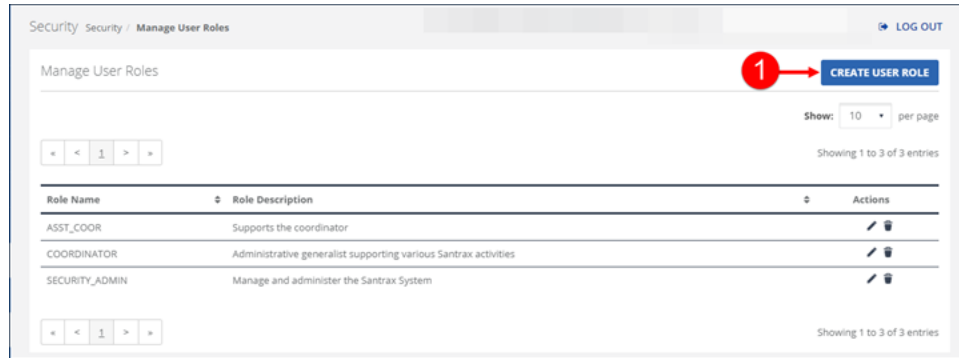 Security Security / Manage User Roles LOG OUT
Manage User Roles 1 CREATE USER ROLE
Show: 10 per page
« < 1 > » Showing 1 to 3 of 3 entries
Role Name Role Description Actions
ASST_COOR Supports the coordinator
COORDINATOR Administrative generalist supporting various Santrax activities
SECURITY_ADMIN Manage and administer the Santrax System
« < 1 > » Showing 1 to 3 of 3 entries